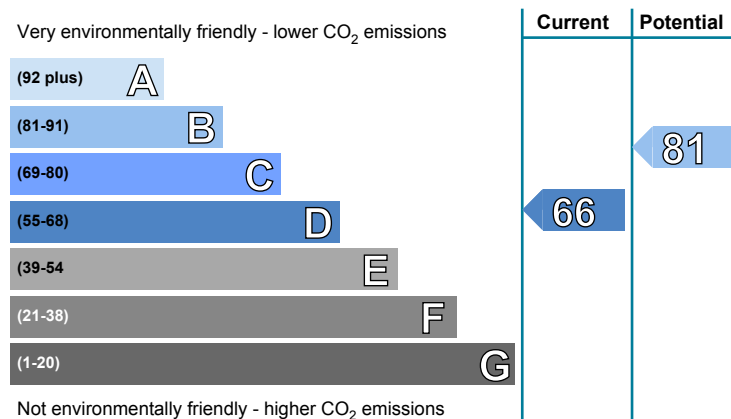 Very environmentally friendly - lower CO₂ emissions
Current
Potential
(92 plus) A
(81-91) B
(69-80) C
(55-68) D
(39-54 E
(21-38) F
(1-20) G
81
66
Not environmentally friendly - higher CO₂ emissions